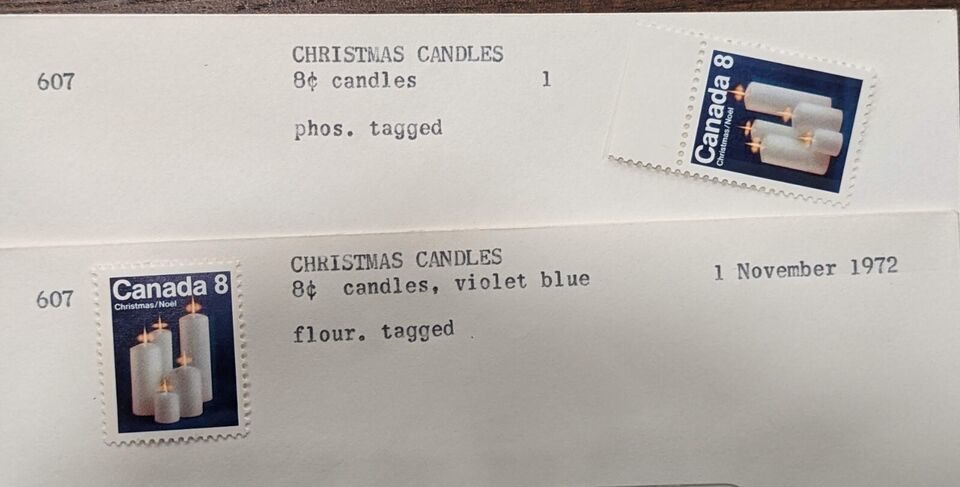 CHRISTMAS CANDLES
607 8¢ candles 1
phos. tagged
Canada 8
Christmas/Noël
CHRISTMAS CANDLES
607 8¢ candles, violet blue 1 November 1972
flour. tagged
Canada 8
Christmas/Noël